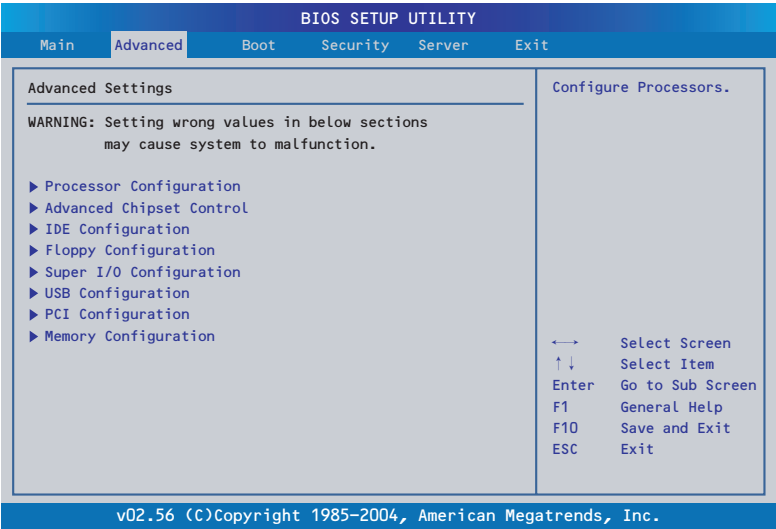 BIOS SETUP UTILITY
Main Advanced Boot Security Server Exit
Advanced Settings
WARNING: Setting wrong values in below sections
may cause system to malfunction.
▶ Processor Configuration
▶ Advanced Chipset Control
▶ IDE Configuration
▶ Floppy Configuration
▶ Super I/O Configuration
▶ USB Configuration
▶ PCI Configuration
▶ Memory Configuration
Configure Processors.
←→ Select Screen
↑↓ Select Item
Enter Go to Sub Screen
F1 General Help
F10 Save and Exit
ESC Exit
v02.56 (C)Copyright 1985-2004, American Megatrends, Inc.